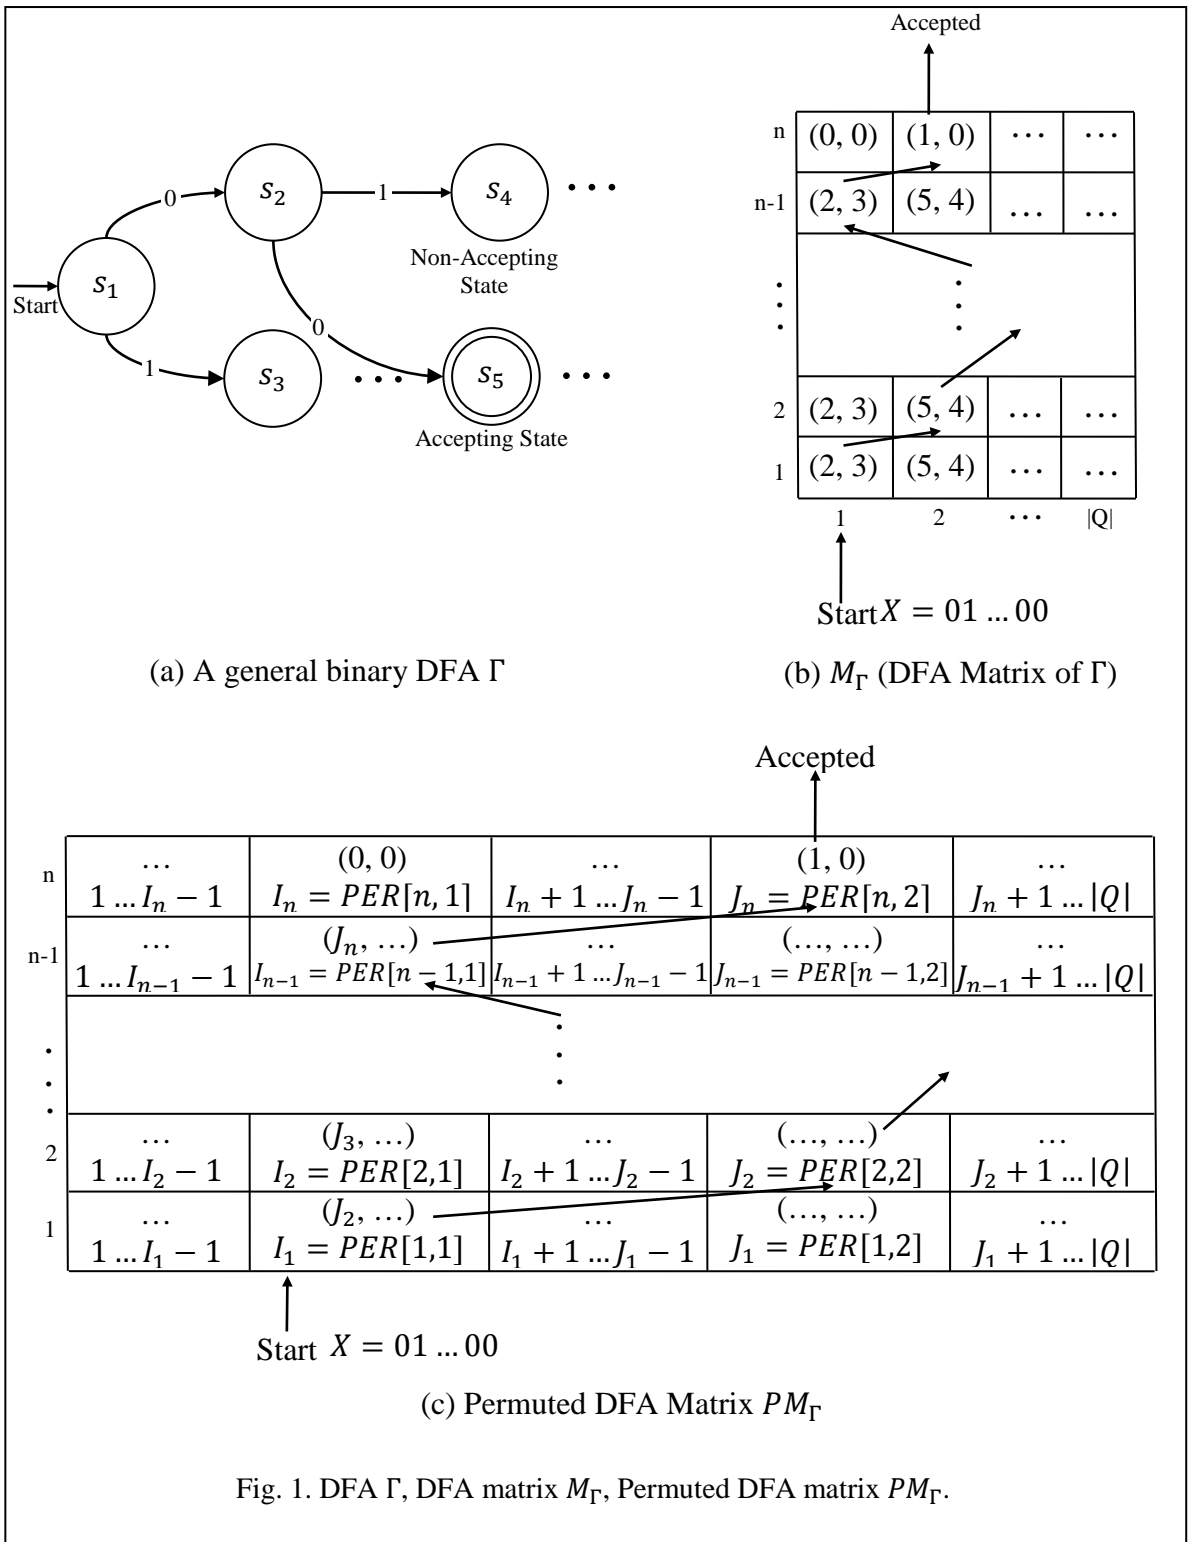 Accepted
n (0, 0) (1, 0) ... ...
n-1 (2, 3) (5, 4) ... ...
2 (2, 3) (5, 4) ... ...
1 (2, 3) (5, 4) ... ...
1 2 ... |Q|
Start X = 01 ... 00
(b) M_Γ (DFA Matrix of Γ)
Start
s₁
0
s₂
1
s₄ ...
Non-Accepting
State
0
1
s₃ ...
s₅ ...
Accepting State
(a) A general binary DFA Γ
Accepted
n
... (0, 0) ... (1, 0) ...
1 ... Iₙ − 1 Iₙ = PER[n, 1] Iₙ + 1 ... Jₙ − 1 Jₙ = PER[n, 2] Jₙ + 1 ... |Q|
n-1
... (Jₙ, ...) ... (..., ...) ...
1 ... Iₙ₋₁ − 1 Iₙ₋₁ = PER[n − 1,1] Iₙ₋₁ + 1 ... Jₙ₋₁ − 1 Jₙ₋₁ = PER[n − 1,2] Jₙ₋₁ + 1 ... |Q|
2
... (J₃, ...) ... (..., ...) ...
1 ... I₂ − 1 I₂ = PER[2,1] I₂ + 1 ... J₂ − 1 J₂ = PER[2,2] J₂ + 1 ... |Q|
1
... (J₂, ...) ... (..., ...) ...
1 ... I₁ − 1 I₁ = PER[1,1] I₁ + 1 ... J₁ − 1 J₁ = PER[1,2] J₁ + 1 ... |Q|
Start X = 01 ... 00
(c) Permuted DFA Matrix PM_Γ
Fig. 1. DFA Γ, DFA matrix M_Γ, Permuted DFA matrix PM_Γ.